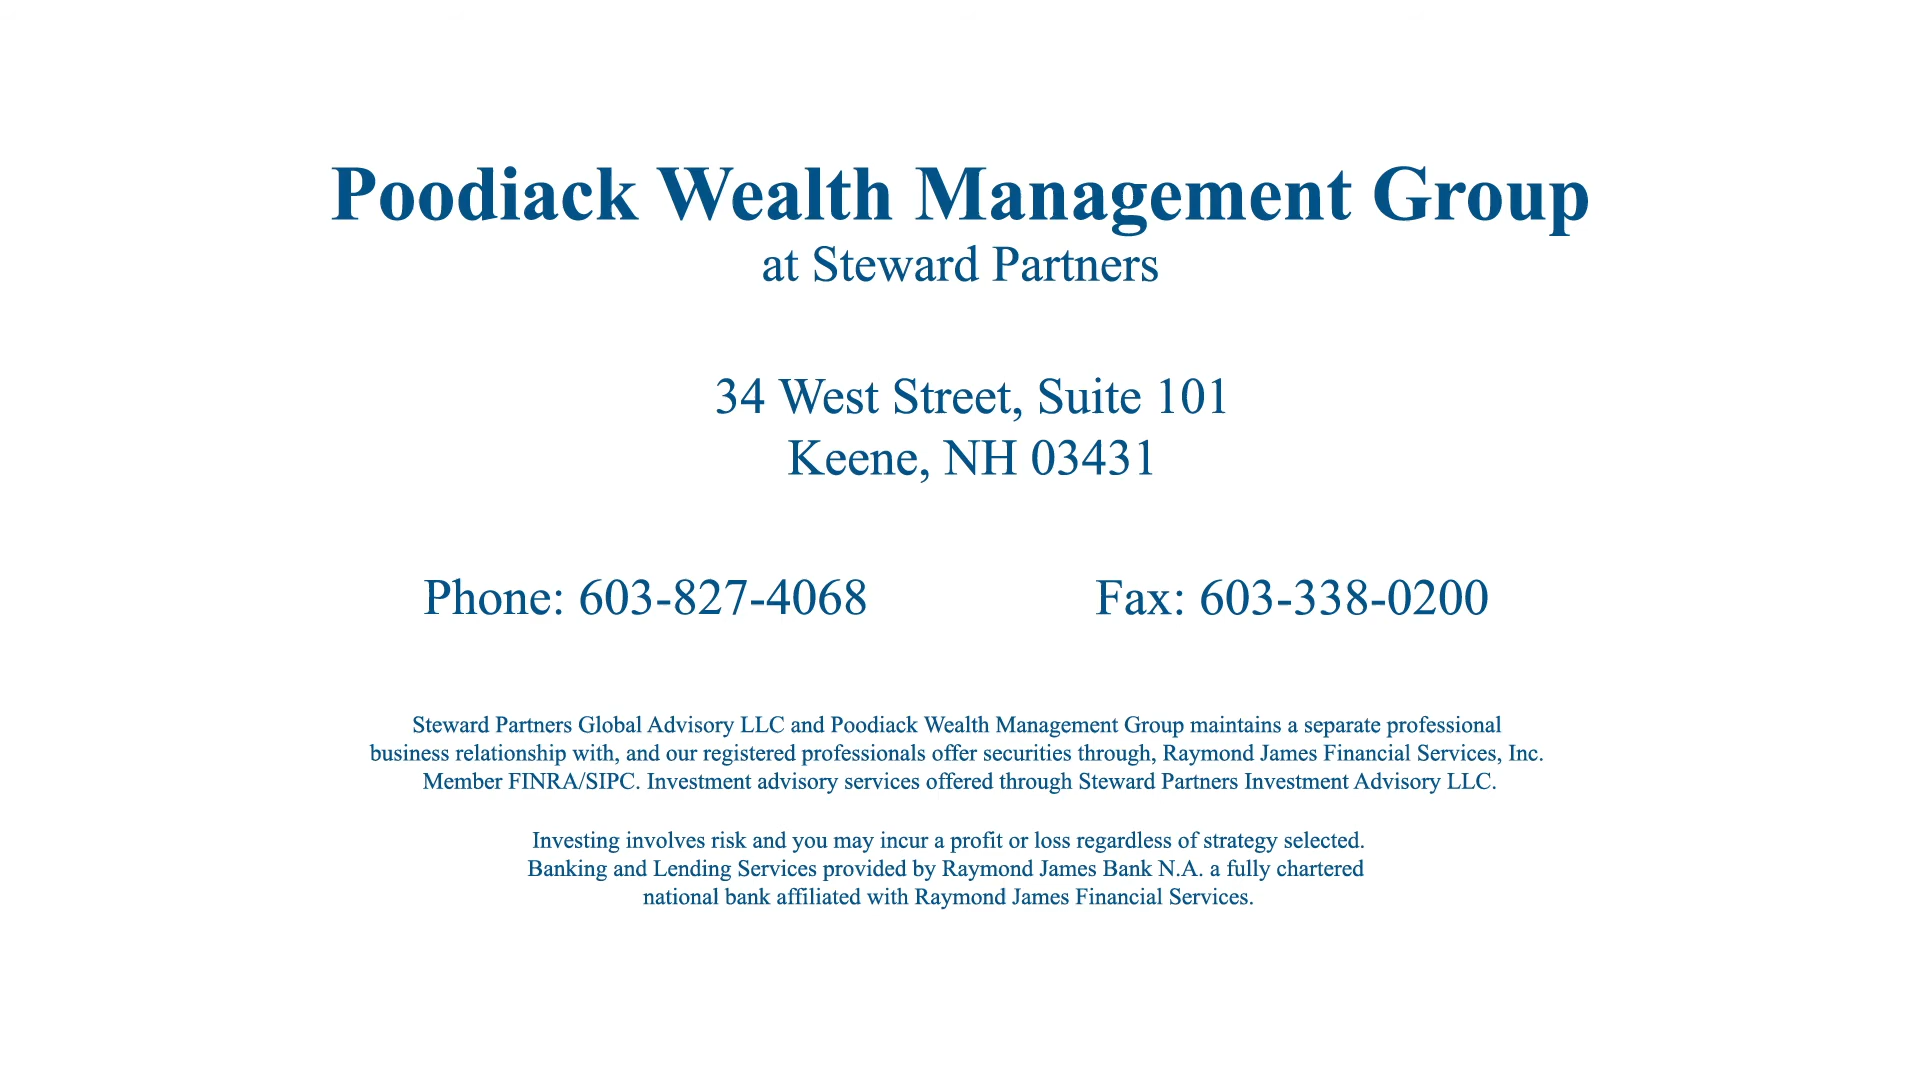 Poodiack Wealth Management Group
at Steward Partners
34 West Street, Suite 101
Keene, NH 03431
Phone: 603-827-4068
Fax: 603-338-0200
Steward Partners Global Advisory LLC and Poodiack Wealth Management Group maintains a separate professional
business relationship with, and our registered professionals offer securities through, Raymond James Financial Services, Inc.
Member FINRA/SIPC. Investment advisory services offered through Steward Partners Investment Advisory LLC.
Investing involves risk and you may incur a profit or loss regardless of strategy selected.
Banking and Lending Services provided by Raymond James Bank N.A. a fully chartered
national bank affiliated with Raymond James Financial Services.